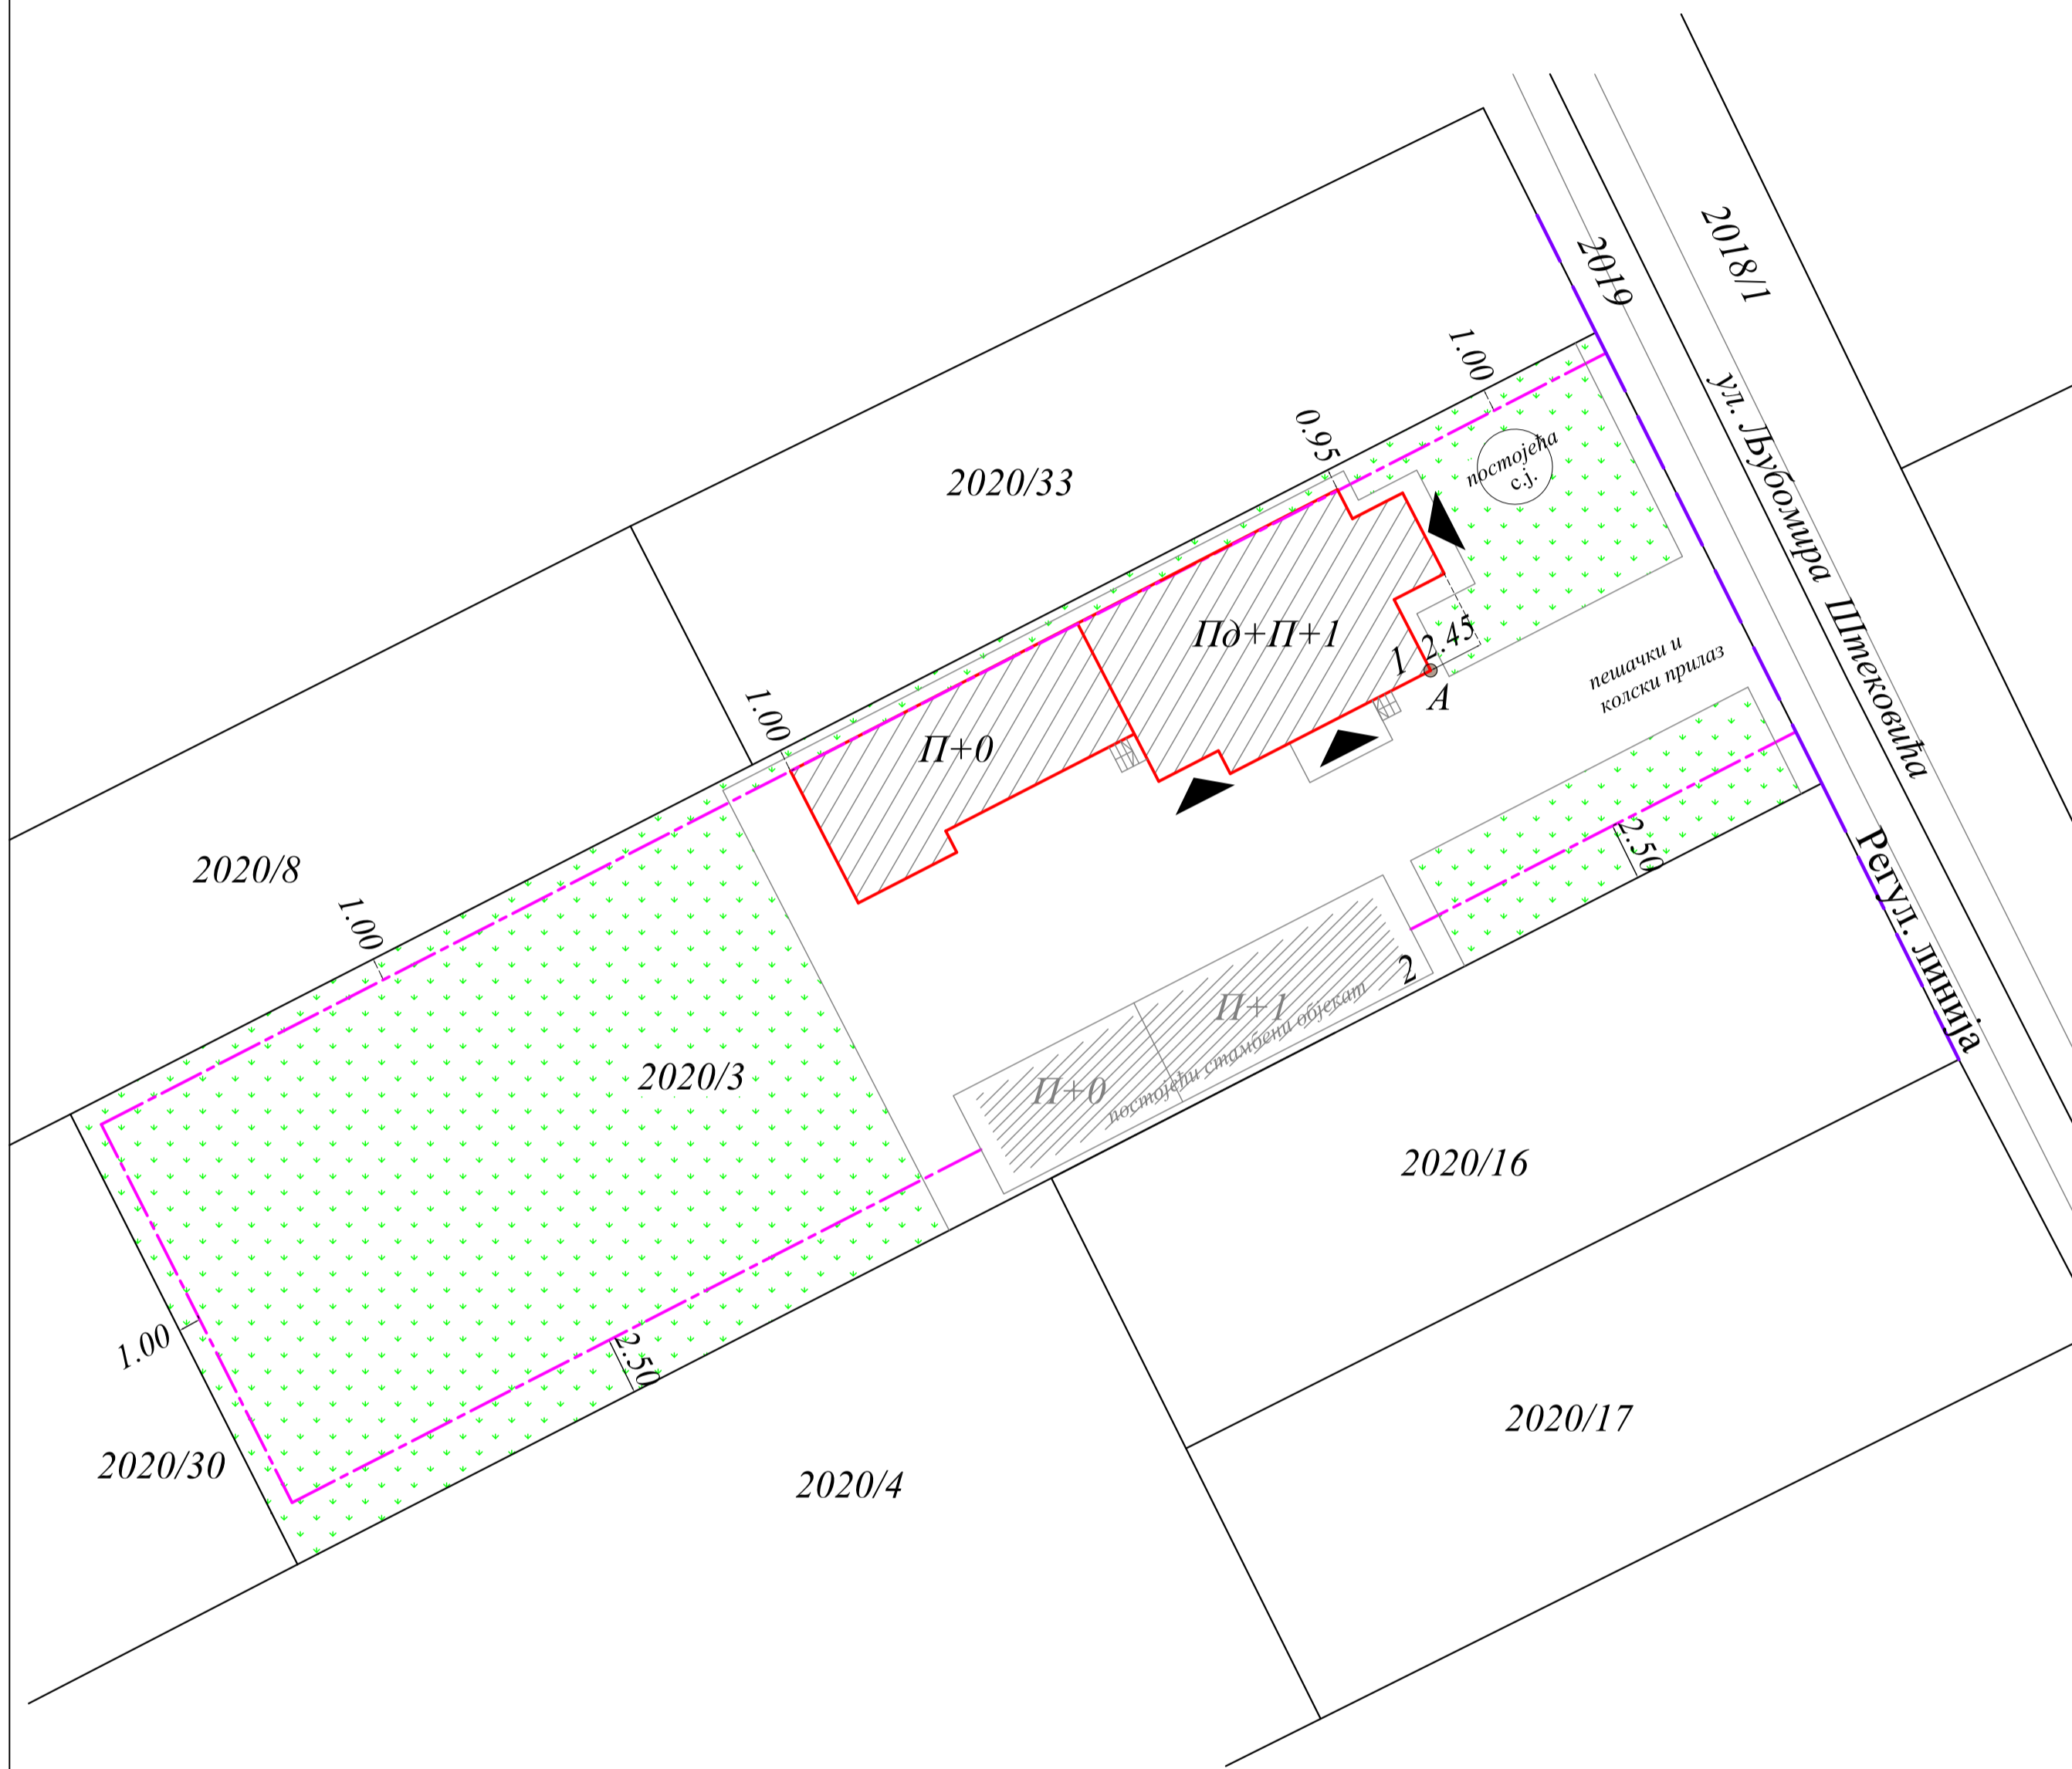 2018/1
2019
ул. Љубомира Штековића
1.00
постојећа
с.ј.
0.95
2020/33
Пд+П+1
1
2.45
А
пешачки и
колски прилаз
1.00
П+0
2.50
Регул. линија
2020/8
1.00
2
П+1
П+0
постојећи стамбени објекат
2020/3
2020/16
1.00
2.50
2020/30
2020/4
2020/17